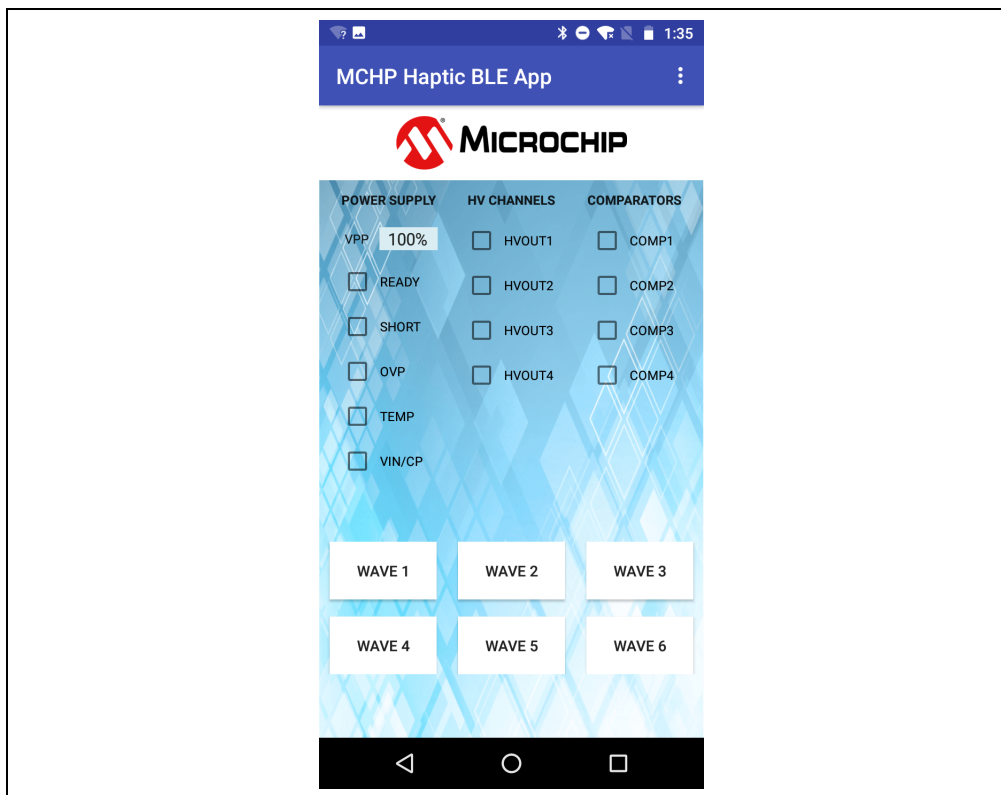 1:35
MCHP Haptic BLE App
MICROCHIP
POWER SUPPLY HV CHANNELS COMPARATORS
VPP 100% HVOUT1 COMP1
READY HVOUT2 COMP2
SHORT HVOUT3 COMP3
OVP HVOUT4 COMP4
TEMP
VIN/CP
WAVE 1 WAVE 2 WAVE 3
WAVE 4 WAVE 5 WAVE 6